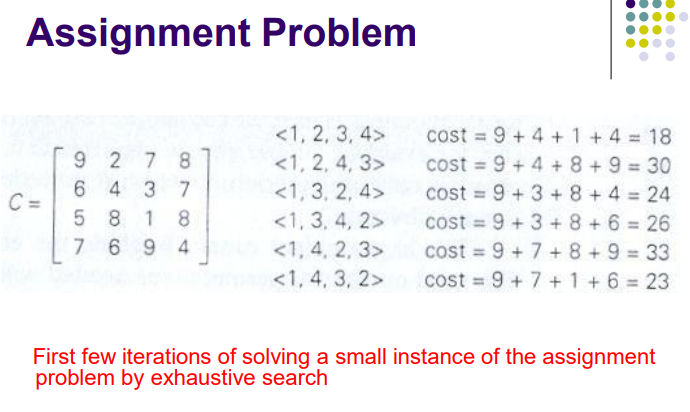 Assignment Problem
C =
9 2 7 8
6 4 3 7
5 8 1 8
7 6 9 4
<1, 2, 3, 4> cost = 9 + 4 + 1 + 4 = 18
<1, 2, 4, 3> cost = 9 + 4 + 8 + 9 = 30
<1, 3, 2, 4> cost = 9 + 3 + 8 + 4 = 24
<1, 3, 4, 2> cost = 9 + 3 + 8 + 6 = 26
<1, 4, 2, 3> cost = 9 + 7 + 8 + 9 = 33
<1, 4, 3, 2> cost = 9 + 7 + 1 + 6 = 23
First few iterations of solving a small instance of the assignment
problem by exhaustive search